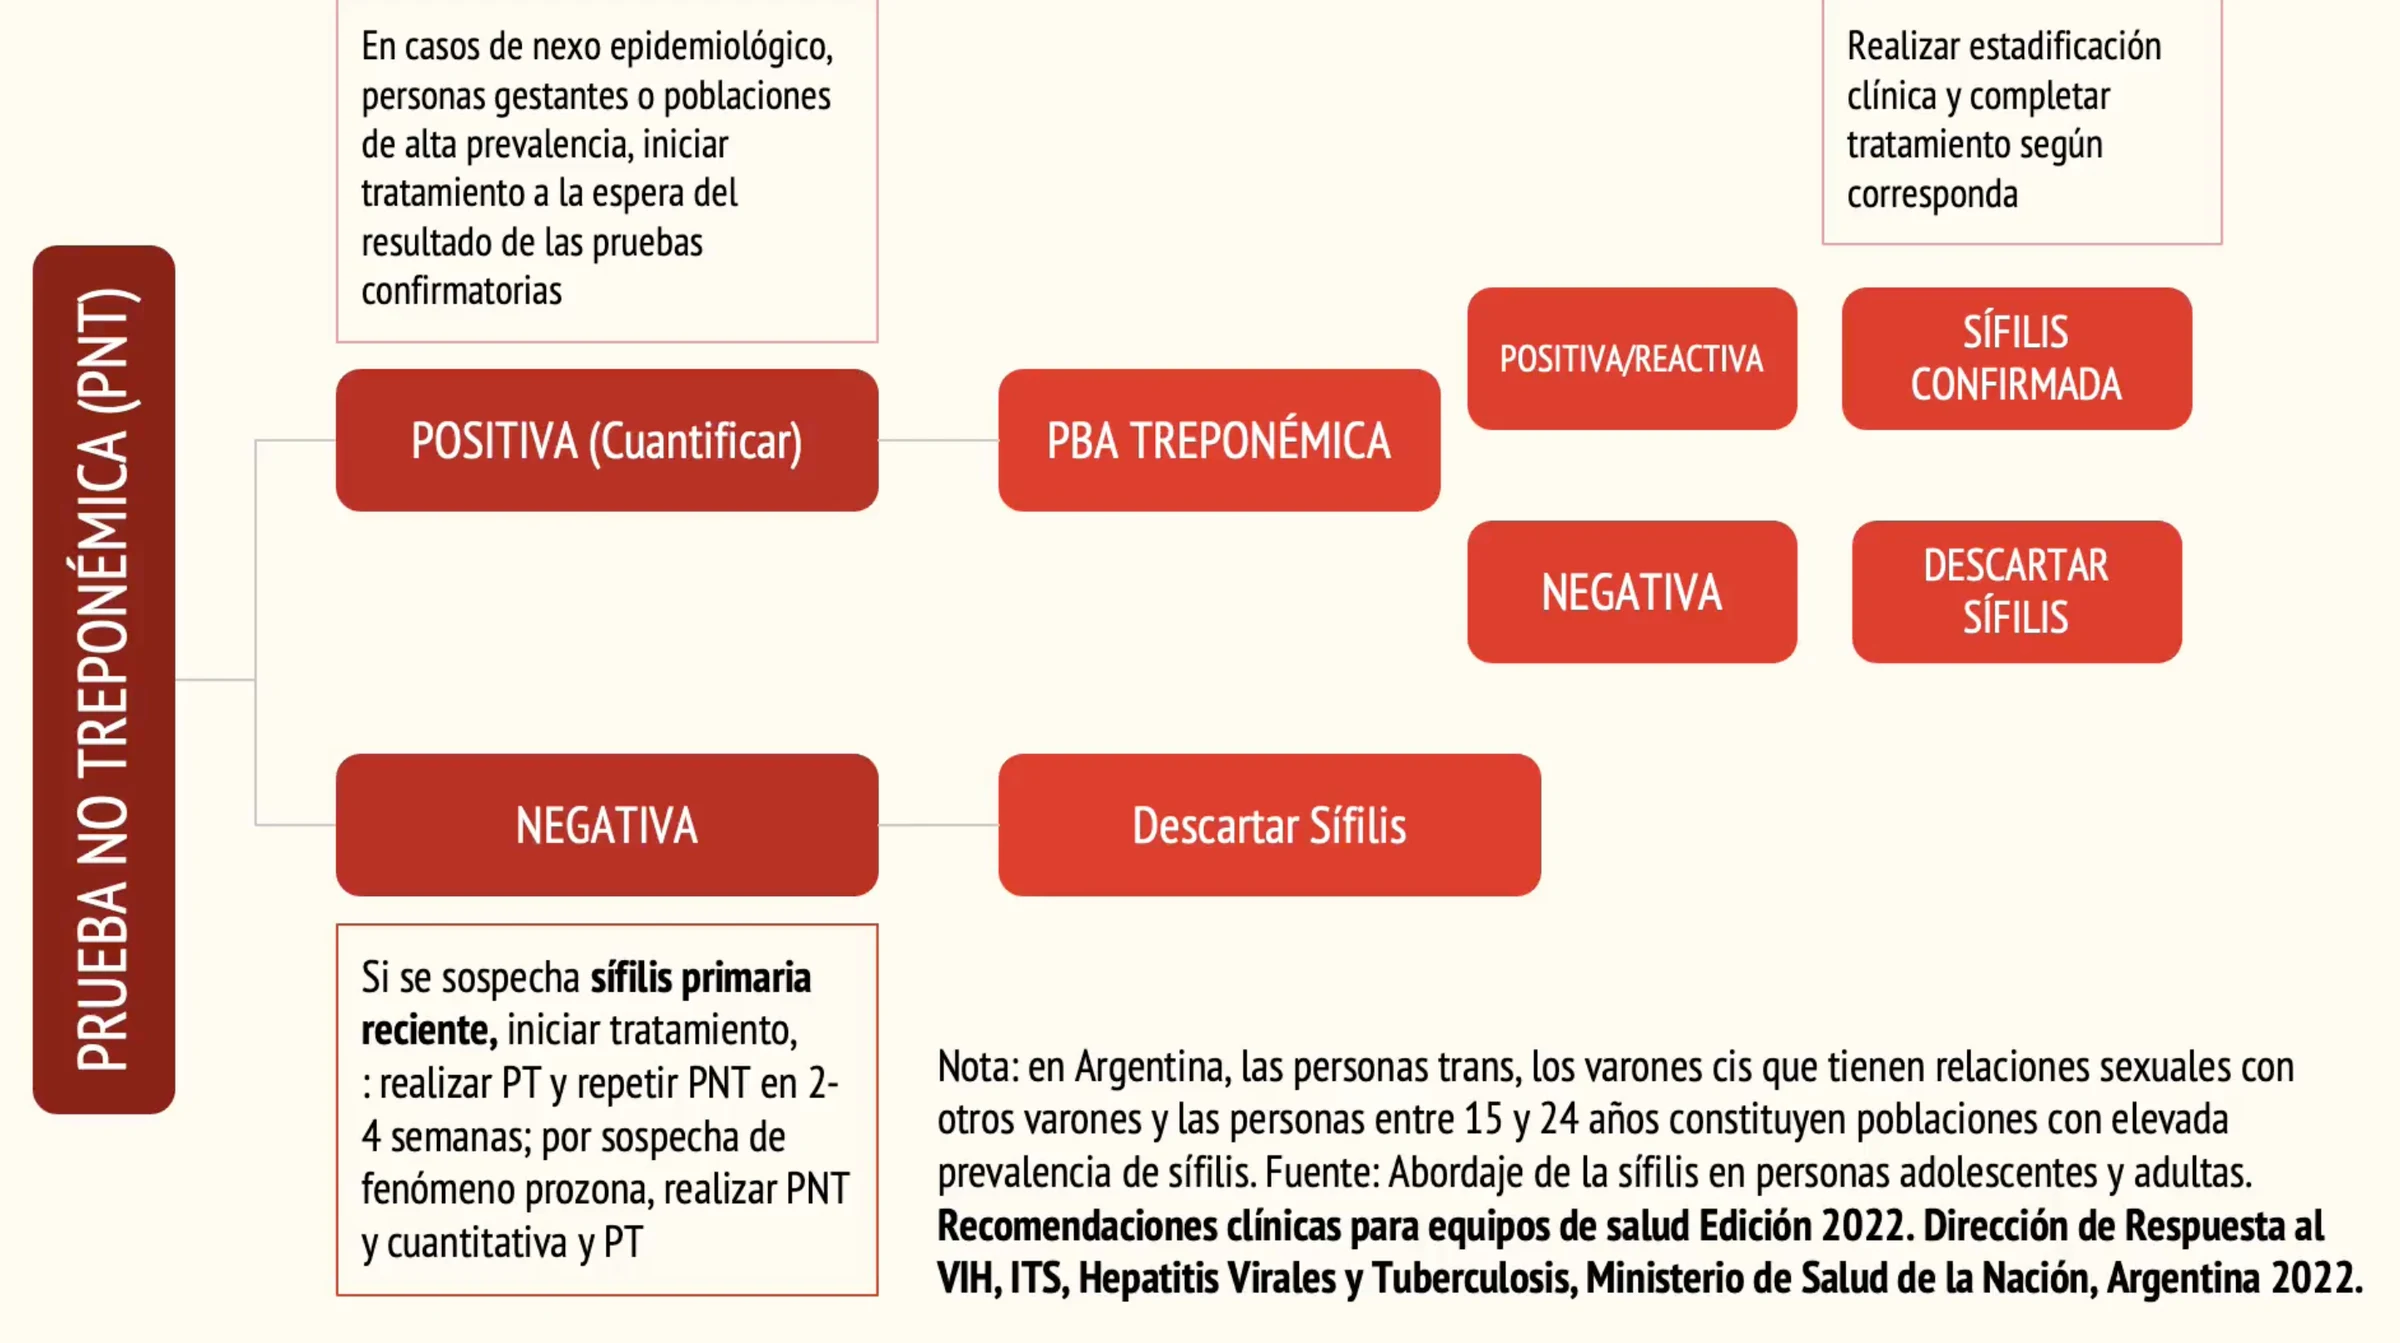 PRUEBA NO TREPONÉMICA (PNT)
En casos de nexo epidemiológico,
personas gestantes o poblaciones
de alta prevalencia, iniciar
tratamiento a la espera del
resultado de las pruebas
confirmatorias
POSITIVA (Cuantificar)
PBA TREPONÉMICA
Realizar estadificación
clínica y completar
tratamiento según
corresponda
POSITIVA/REACTIVA
SÍFILIS
CONFIRMADA
NEGATIVA
DESCARTAR
SÍFILIS
NEGATIVA
Descartar Sífilis
Si se sospecha sífilis primaria
reciente, iniciar tratamiento,
: realizar PT y repetir PNT en 2-
4 semanas; por sospecha de
fenómeno prozona, realizar PNT
y cuantitativa y PT
Nota: en Argentina, las personas trans, los varones cis que tienen relaciones sexuales con
otros varones y las personas entre 15 y 24 años constituyen poblaciones con elevada
prevalencia de sífilis. Fuente: Abordaje de la sífilis en personas adolescentes y adultas.
Recomendaciones clínicas para equipos de salud Edición 2022. Dirección de Respuesta al
VIH, ITS, Hepatitis Virales y Tuberculosis, Ministerio de Salud de la Nación, Argentina 2022.